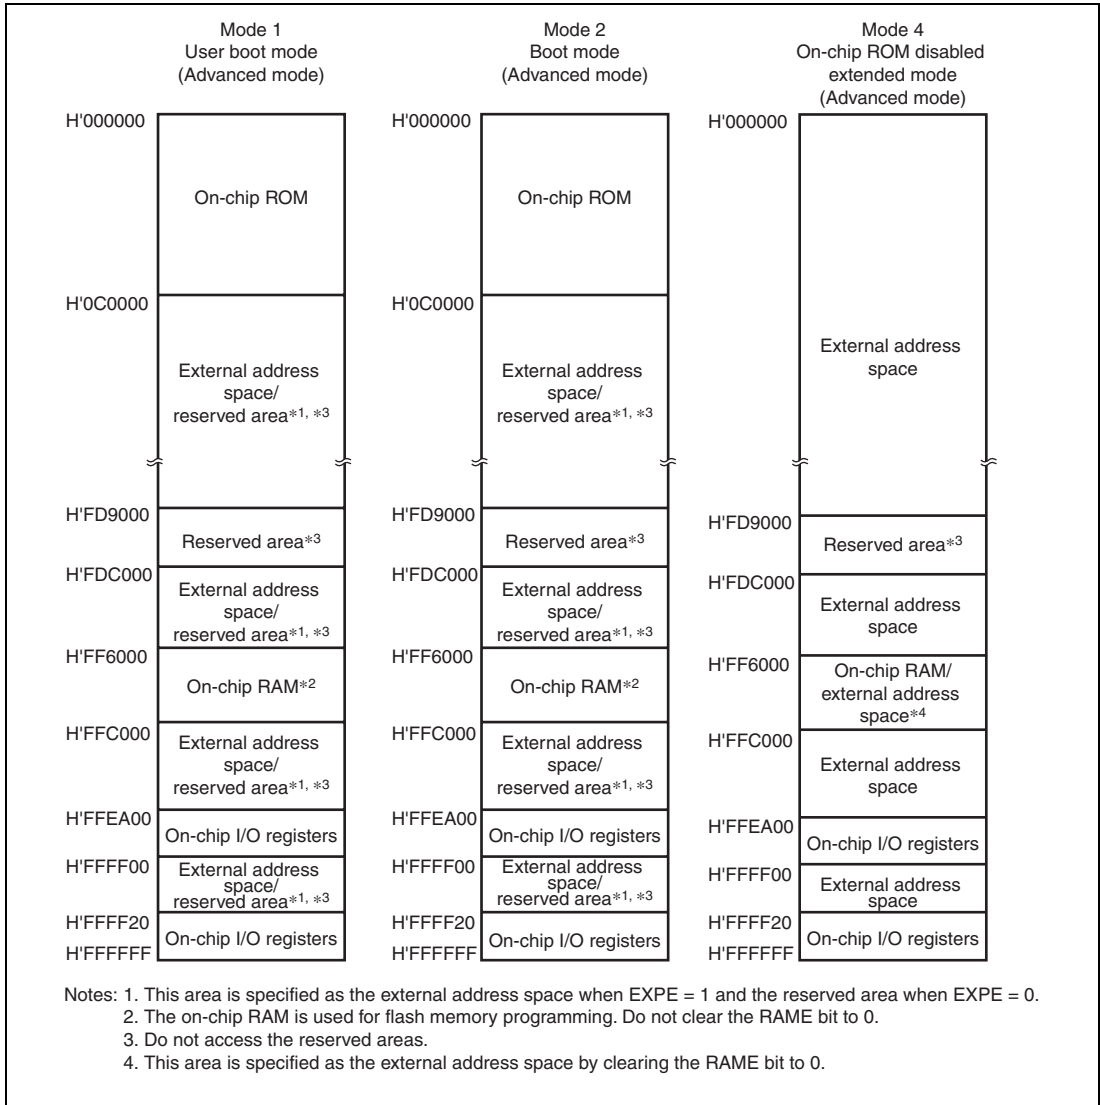 Mode 1
User boot mode
(Advanced mode)
H'000000
On-chip ROM
H'0C0000
External address
space/
reserved area*1, *3
H'FD9000
Reserved area*3
H'FDC000
External address
space/
reserved area*1, *3
H'FF6000
On-chip RAM*2
H'FFC000
External address
space/
reserved area*1, *3
H'FFEA00
On-chip I/O registers
H'FFFF00
External address
space/
reserved area*1, *3
H'FFFF20
On-chip I/O registers
H'FFFFFF
Mode 2
Boot mode
(Advanced mode)
H'000000
On-chip ROM
H'0C0000
External address
space/
reserved area*1, *3
H'FD9000
Reserved area*3
H'FDC000
External address
space/
reserved area*1, *3
H'FF6000
On-chip RAM*2
H'FFC000
External address
space/
reserved area*1, *3
H'FFEA00
On-chip I/O registers
H'FFFF00
External address
space/
reserved area*1, *3
H'FFFF20
On-chip I/O registers
H'FFFFFF
Mode 4
On-chip ROM disabled
extended mode
(Advanced mode)
H'000000
External address
space
H'FD9000
Reserved area*3
H'FDC000
External address
space
H'FF6000
On-chip RAM/
external address
space*4
H'FFC000
External address
space
H'FFEA00
On-chip I/O registers
H'FFFF00
External address
space
H'FFFF20
On-chip I/O registers
H'FFFFFF
Notes: 1. This area is specified as the external address space when EXPE = 1 and the reserved area when EXPE = 0.
2. The on-chip RAM is used for flash memory programming. Do not clear the RAME bit to 0.
3. Do not access the reserved areas.
4. This area is specified as the external address space by clearing the RAME bit to 0.